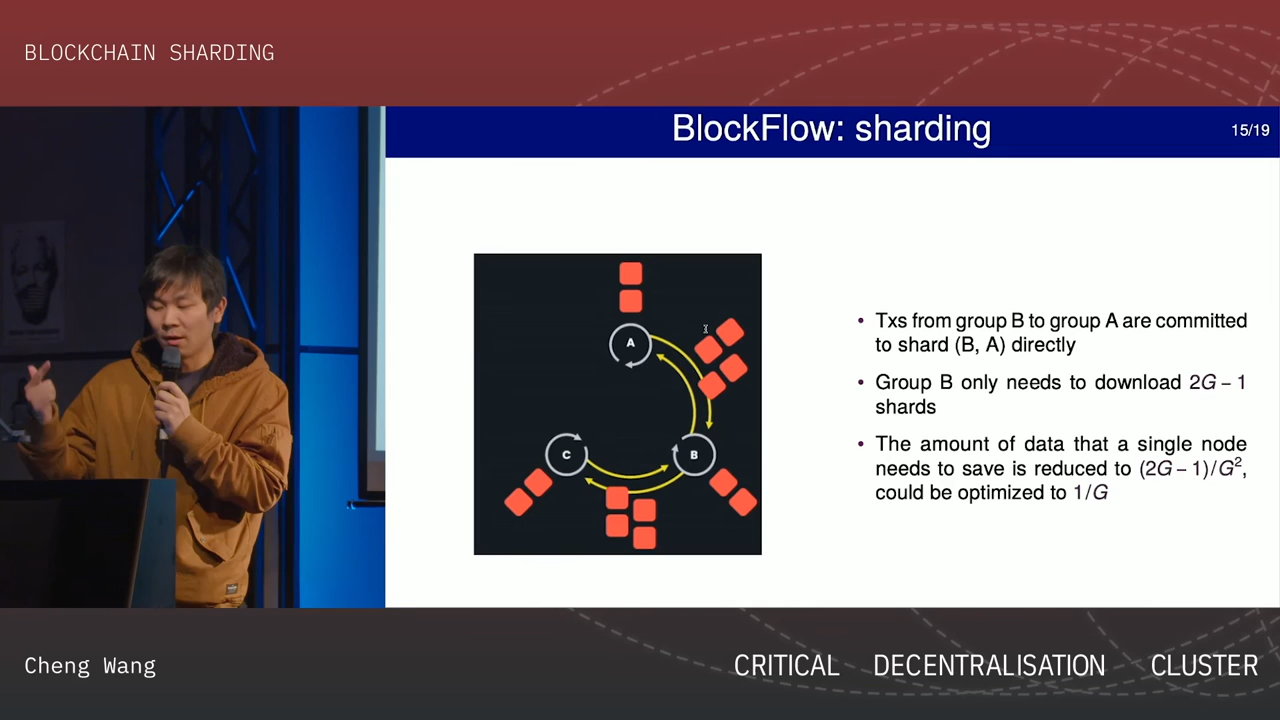 BLOCKCHAIN SHARDING
BlockFlow: sharding
15/19
A
C
B
• Txs from group B to group A are committed
to shard (B, A) directly
• Group B only needs to download 2G − 1
shards
• The amount of data that a single node
needs to save is reduced to (2G − 1)/G²,
could be optimized to 1/G
Cheng Wang
CRITICAL DECENTRALISATION CLUSTER